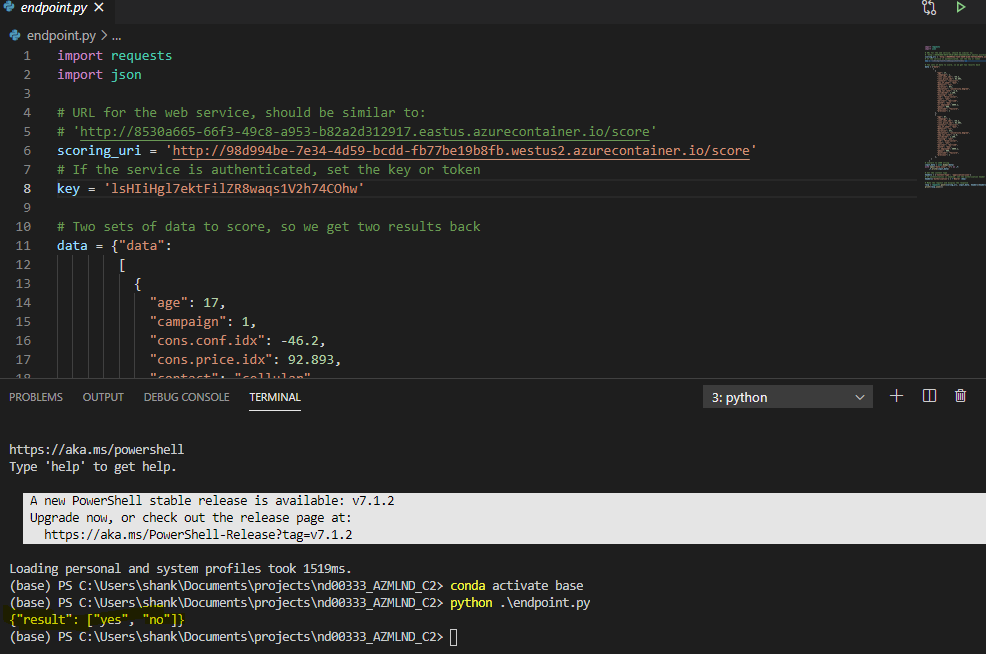 endpoint.py
endpoint.py > ...
1 import requests
2 import json
3
4 # URL for the web service, should be similar to:
5 # 'http://8530a665-66f3-49c8-a953-b82a2d312917.eastus.azurecontainer.io/score'
6 scoring_uri = 'http://98d994be-7e34-4d59-bcdd-fb77be19b8fb.westus2.azurecontainer.io/score'
7 # If the service is authenticated, set the key or token
8 key = 'lsHIiHgl7ektFilZR8waqs1V2h74COhw'
9
10 # Two sets of data to score, so we get two results back
11 data = {"data":
12 [
13 {
14 "age": 17,
15 "campaign": 1,
16 "cons.conf.idx": -46.2,
17 "cons.price.idx": 92.893,
18 "contact": "cellular"
PROBLEMS OUTPUT DEBUG CONSOLE TERMINAL 3: python
https://aka.ms/powershell
Type 'help' to get help.
A new PowerShell stable release is available: v7.1.2
Upgrade now, or check out the release page at:
https://aka.ms/PowerShell-Release?tag=v7.1.2
Loading personal and system profiles took 1519ms.
(base) PS C:\Users\shank\Documents\projects\nd00333_AZMLND_C2> conda activate base
(base) PS C:\Users\shank\Documents\projects\nd00333_AZMLND_C2> python .\endpoint.py
{"result": ["yes", "no"]}
(base) PS C:\Users\shank\Documents\projects\nd00333_AZMLND_C2>